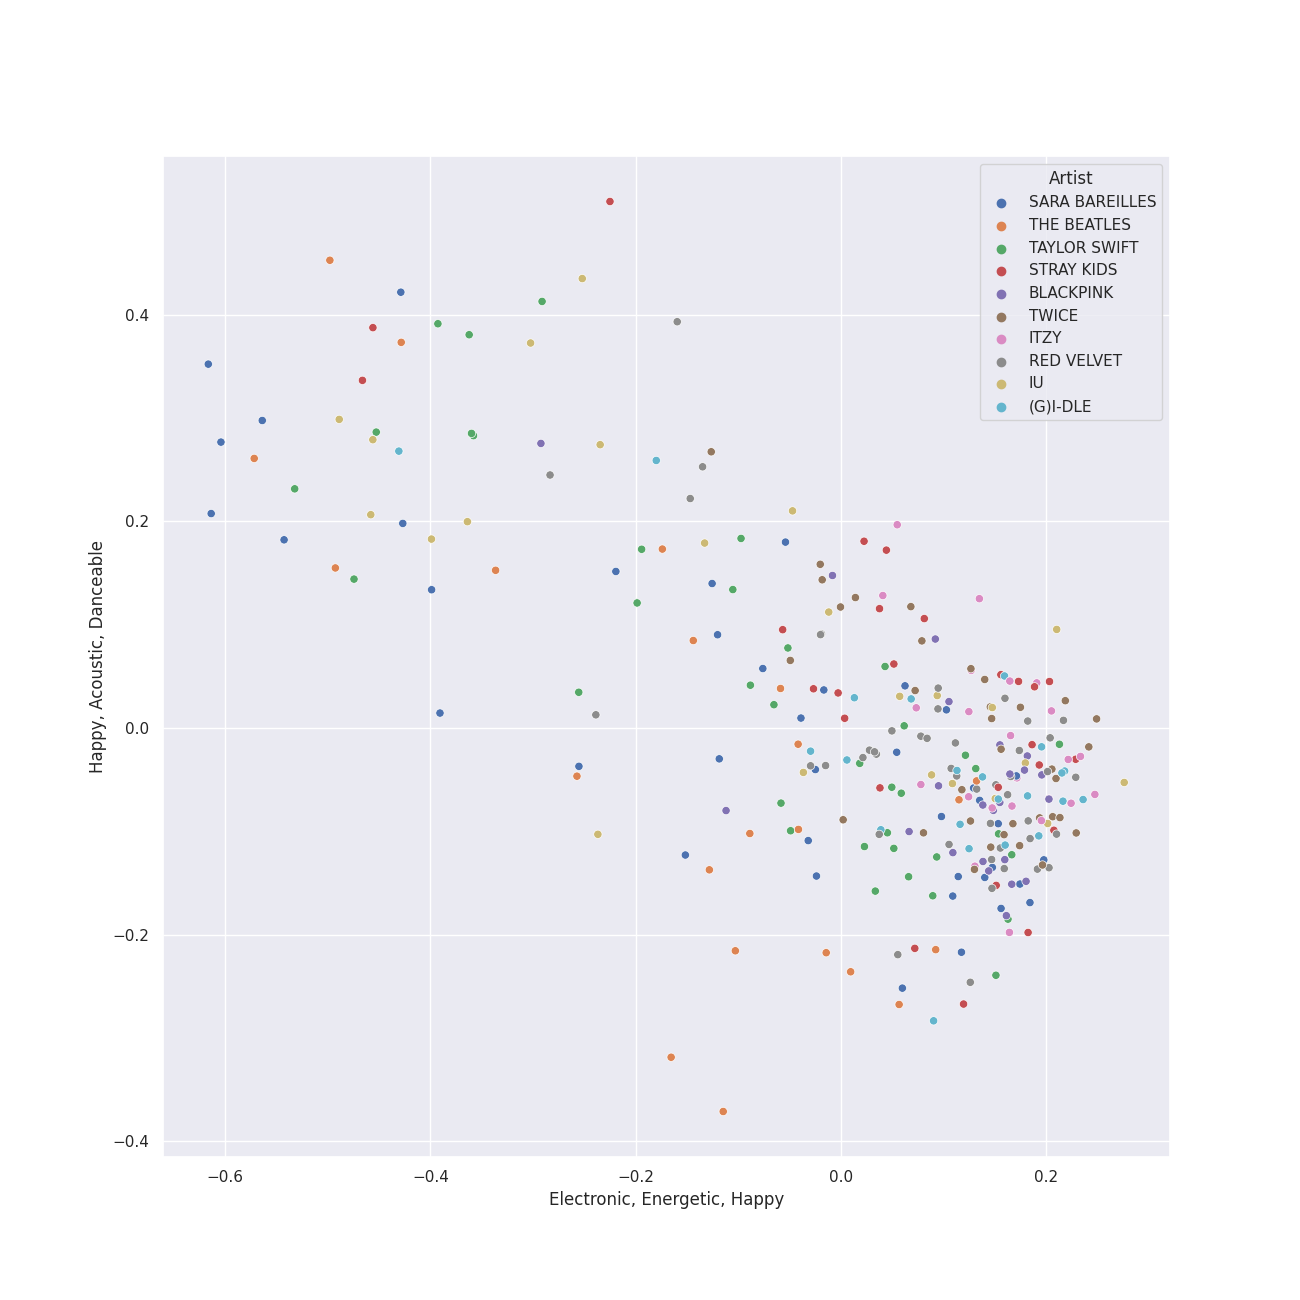 Artist
SARA BAREILLES
THE BEATLES
TAYLOR SWIFT
STRAY KIDS
BLACKPINK
TWICE
ITZY
RED VELVET
IU
(G)I-DLE
0.4
0.2
0.0
−0.2
−0.4
Happy, Acoustic, Danceable
−0.6
−0.4
−0.2
0.0
0.2
Electronic, Energetic, Happy